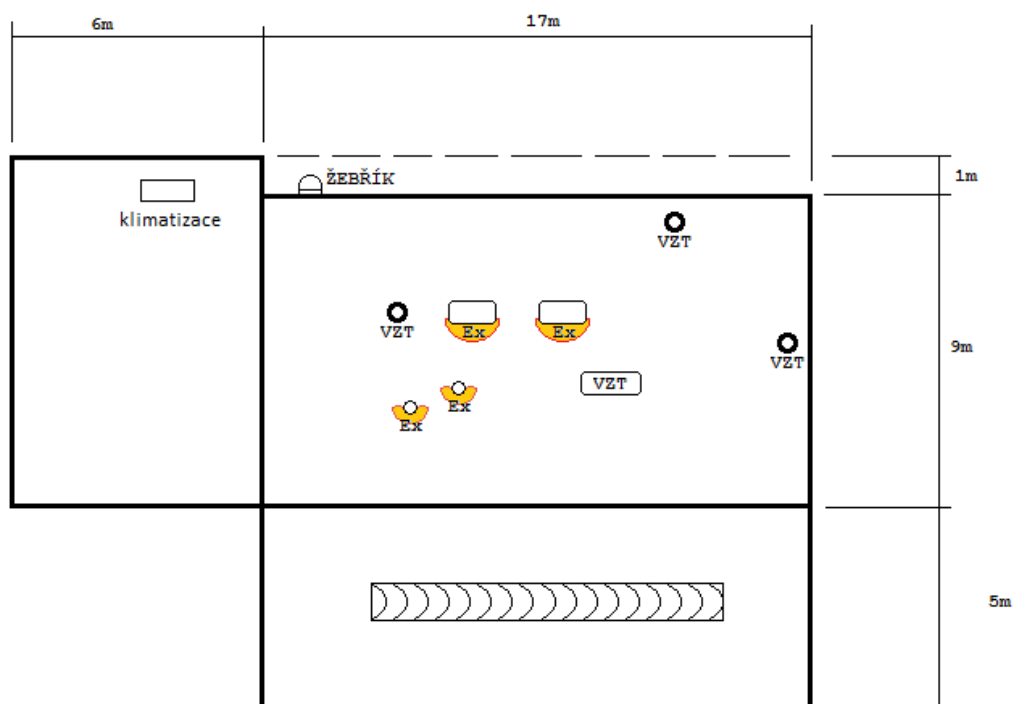 6m
17m
ŽEBŘÍK
1m
klimatizace
VZT
VZT
Ex
Ex
9m
VZT
VZT
Ex
Ex
5m